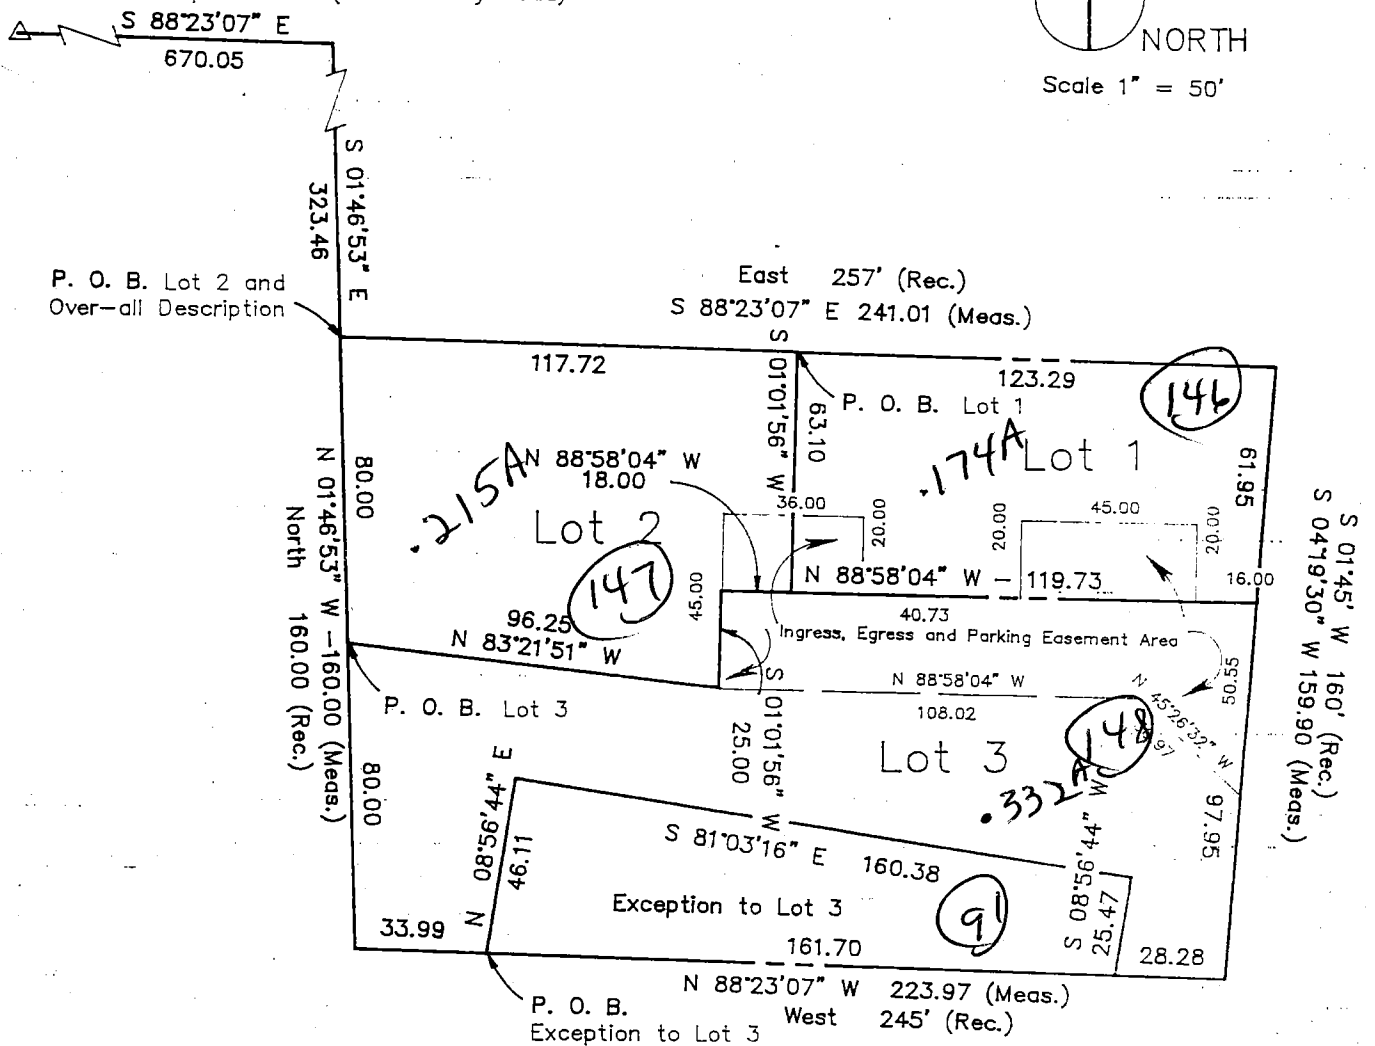 S 88°23'07" E
670.05
NORTH
Scale 1" = 50'
S 01°46'53" E
323.46
P. O. B. Lot 2 and
Over-all Description
East 257' (Rec.)
S 88°23'07" E 241.01 (Meas.)
117.72
S 01°01'56" W
63.10
123.29
146
P. O. B. Lot 1
.174A
Lot 1
61.95
S 01°45' W 160' (Rec.)
S 04°19'30" W 159.90 (Meas.)
N 01°46'53" W -160.00 (Meas.)
North 160.00 (Rec.)
80.00
.215A
N 88°58'04" W
18.00
Lot 2
147
36.00
20.00
20.00
45.00
20.00
45.00
N 88°58'04" W - 119.73
16.00
40.73
Ingress, Egress and Parking Easement Area
96.25
N 83°21'51" W
N 88°58'04" W
108.02
50.55
N 45°26'32" W
P. O. B. Lot 3
S 01°01'56" W
25.00
Lot 3
148
.332A
97.95
80.00
N 08°56'44" E
46.11
S 81°03'16" E 160.38
S 08°56'44" W
25.47
Exception to Lot 3
91
33.99
161.70
28.28
N 88°23'07" W 223.97 (Meas.)
West 245' (Rec.)
P. O. B.
Exception to Lot 3